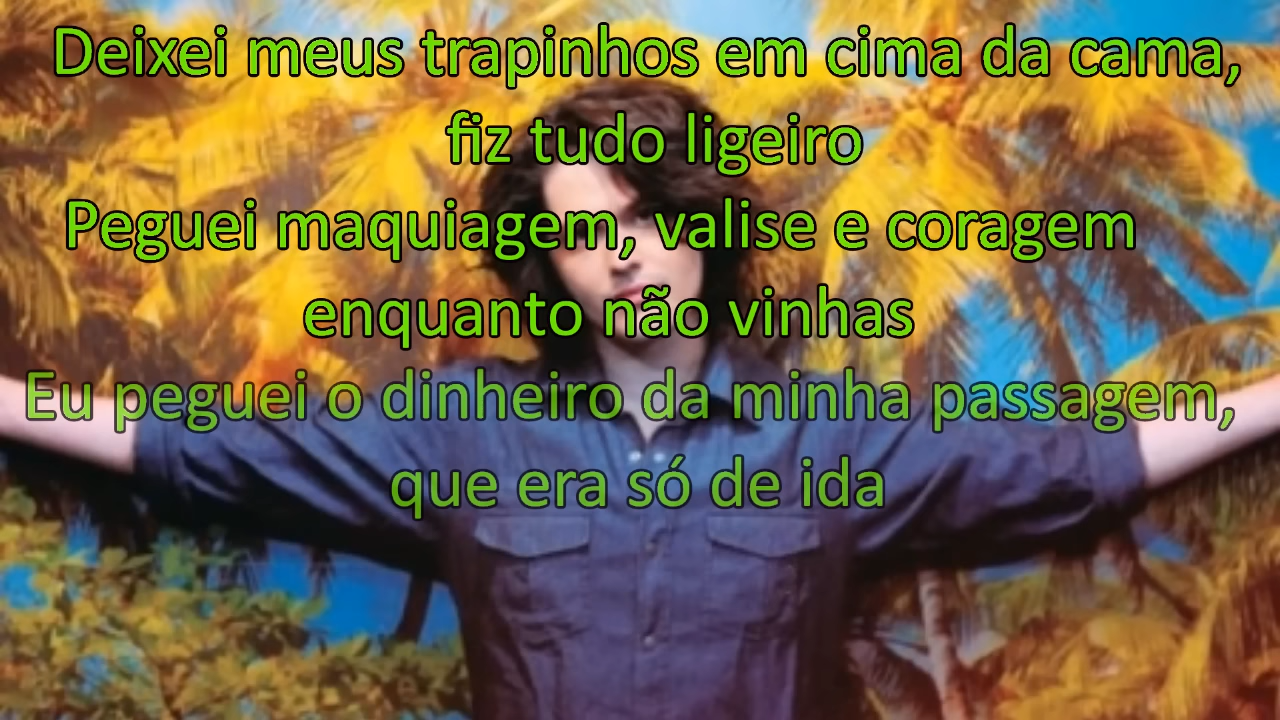 Deixei meus trapinhos em cima da cama,
fiz tudo ligeiro
Peguei maquiagem, valise e coragem
enquanto não vinhas
Eu peguei o dinheiro da minha passagem,
que era só de ida